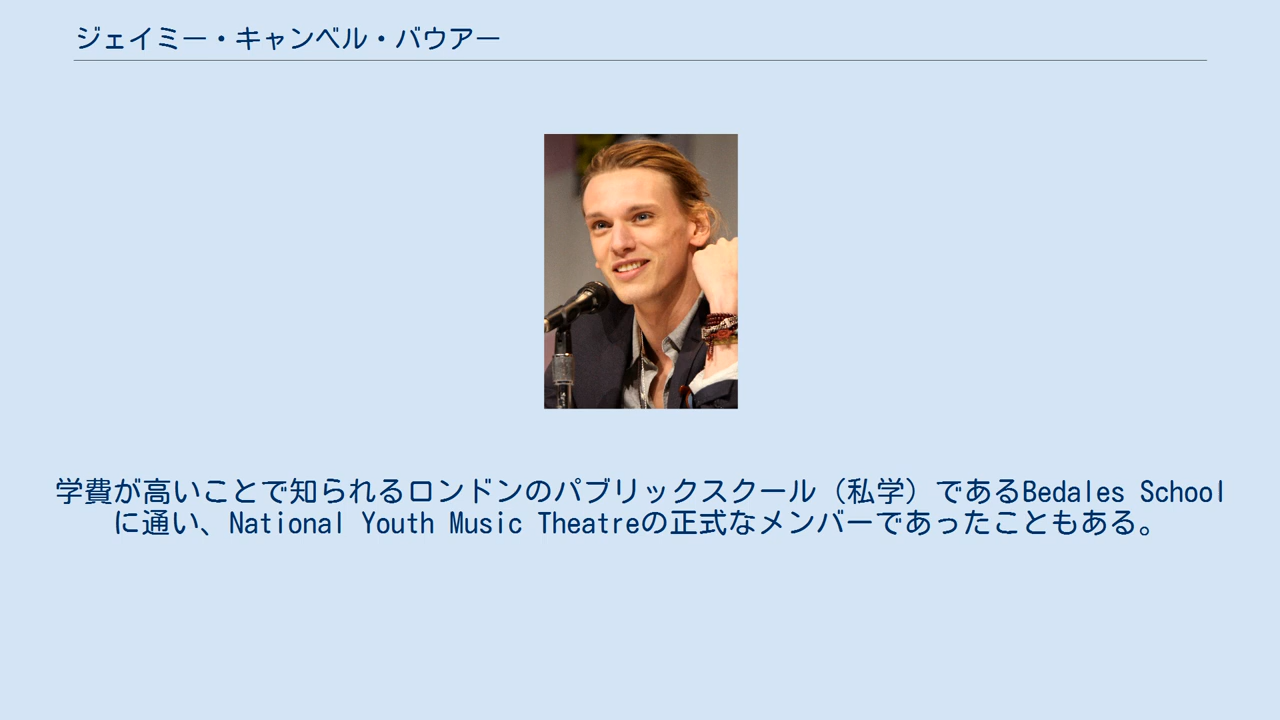 ジェイミー・キャンベル・バウアー
学費が高いことで知られるロンドンのパブリックスクール（私学）であるBedales School
に通い、National Youth Music Theatreの正式なメンバーであったこともある。